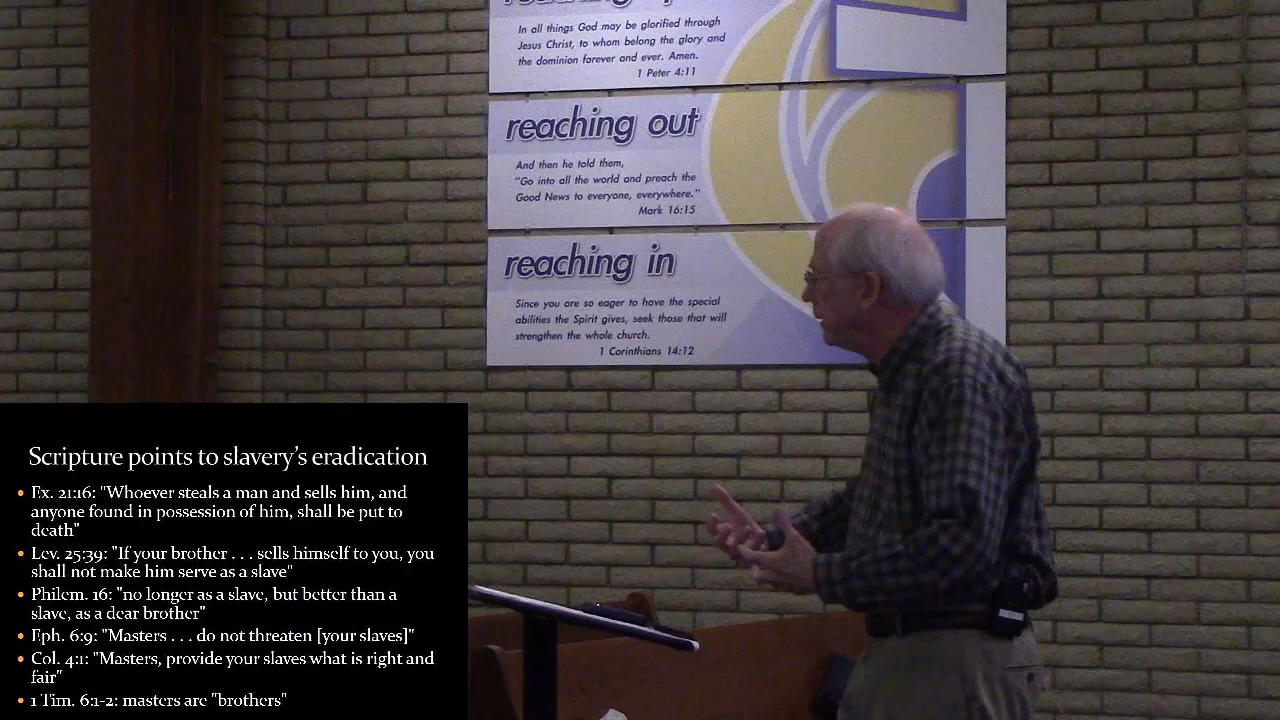 In all things God may be glorified through
Jesus Christ, to whom belong the glory and
the dominion forever and ever. Amen.
1 Peter 4:11
reaching out
And then he told them,
"Go into all the world and preach the
Good News to everyone, everywhere."
Mark 16:15
reaching in
Since you are so eager to have the special
abilities the Spirit gives, seek those that will
strengthen the whole church.
1 Corinthians 14:12
Scripture points to slavery's eradication
• Ex. 21:16: "Whoever steals a man and sells him, and
anyone found in possession of him, shall be put to
death"
• Lev. 25:39: "If your brother . . . sells himself to you, you
shall not make him serve as a slave"
• Philem. 16: "no longer as a slave, but better than a
slave, as a dear brother"
• Eph. 6:9: "Masters . . . do not threaten [your slaves]"
• Col. 4:1: "Masters, provide your slaves what is right and
fair"
• 1 Tim. 6:1-2: masters are "brothers"